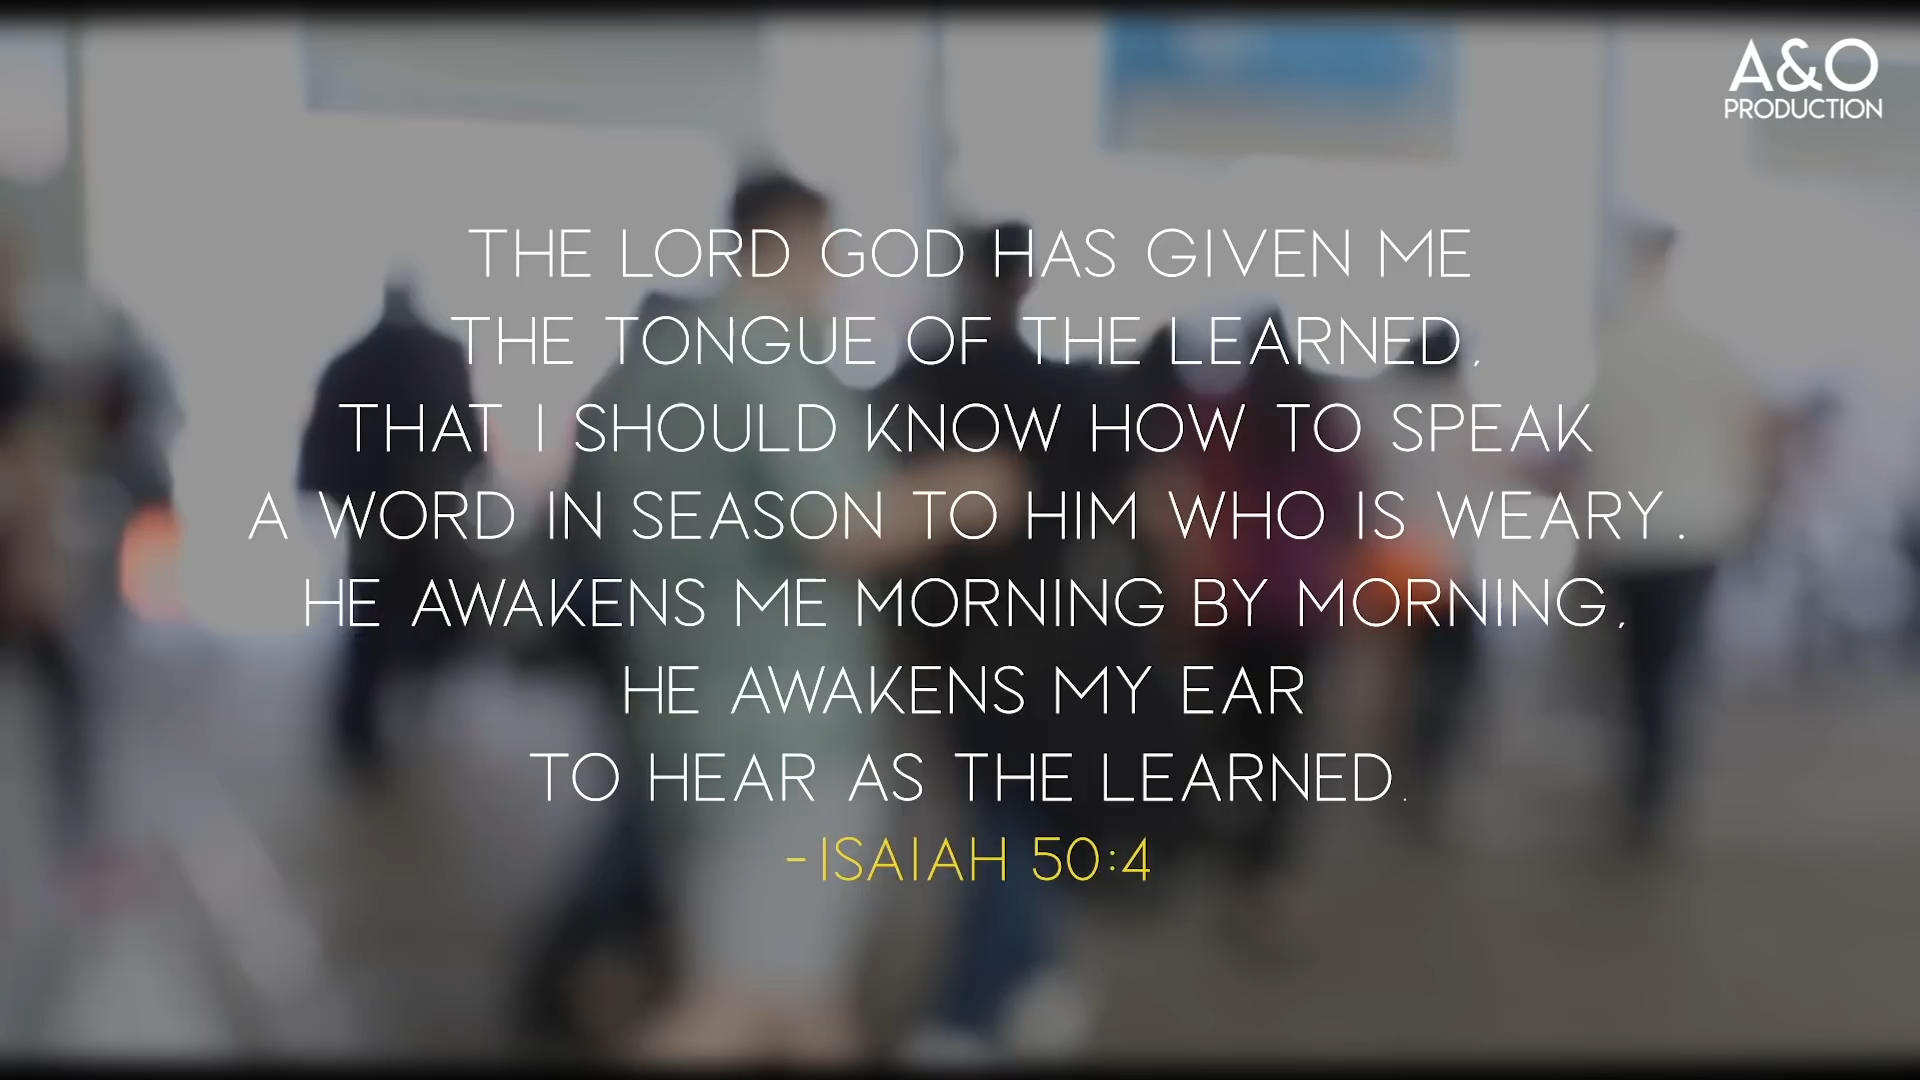 A&O
PRODUCTION
THE LORD GOD HAS GIVEN ME
THE TONGUE OF THE LEARNED,
THAT I SHOULD KNOW HOW TO SPEAK
A WORD IN SEASON TO HIM WHO IS WEARY .
HE AWAKENS ME MORNING BY MORNING,
HE AWAKENS MY EAR
TO HEAR AS THE LEARNED.
-ISAIAH 50:4